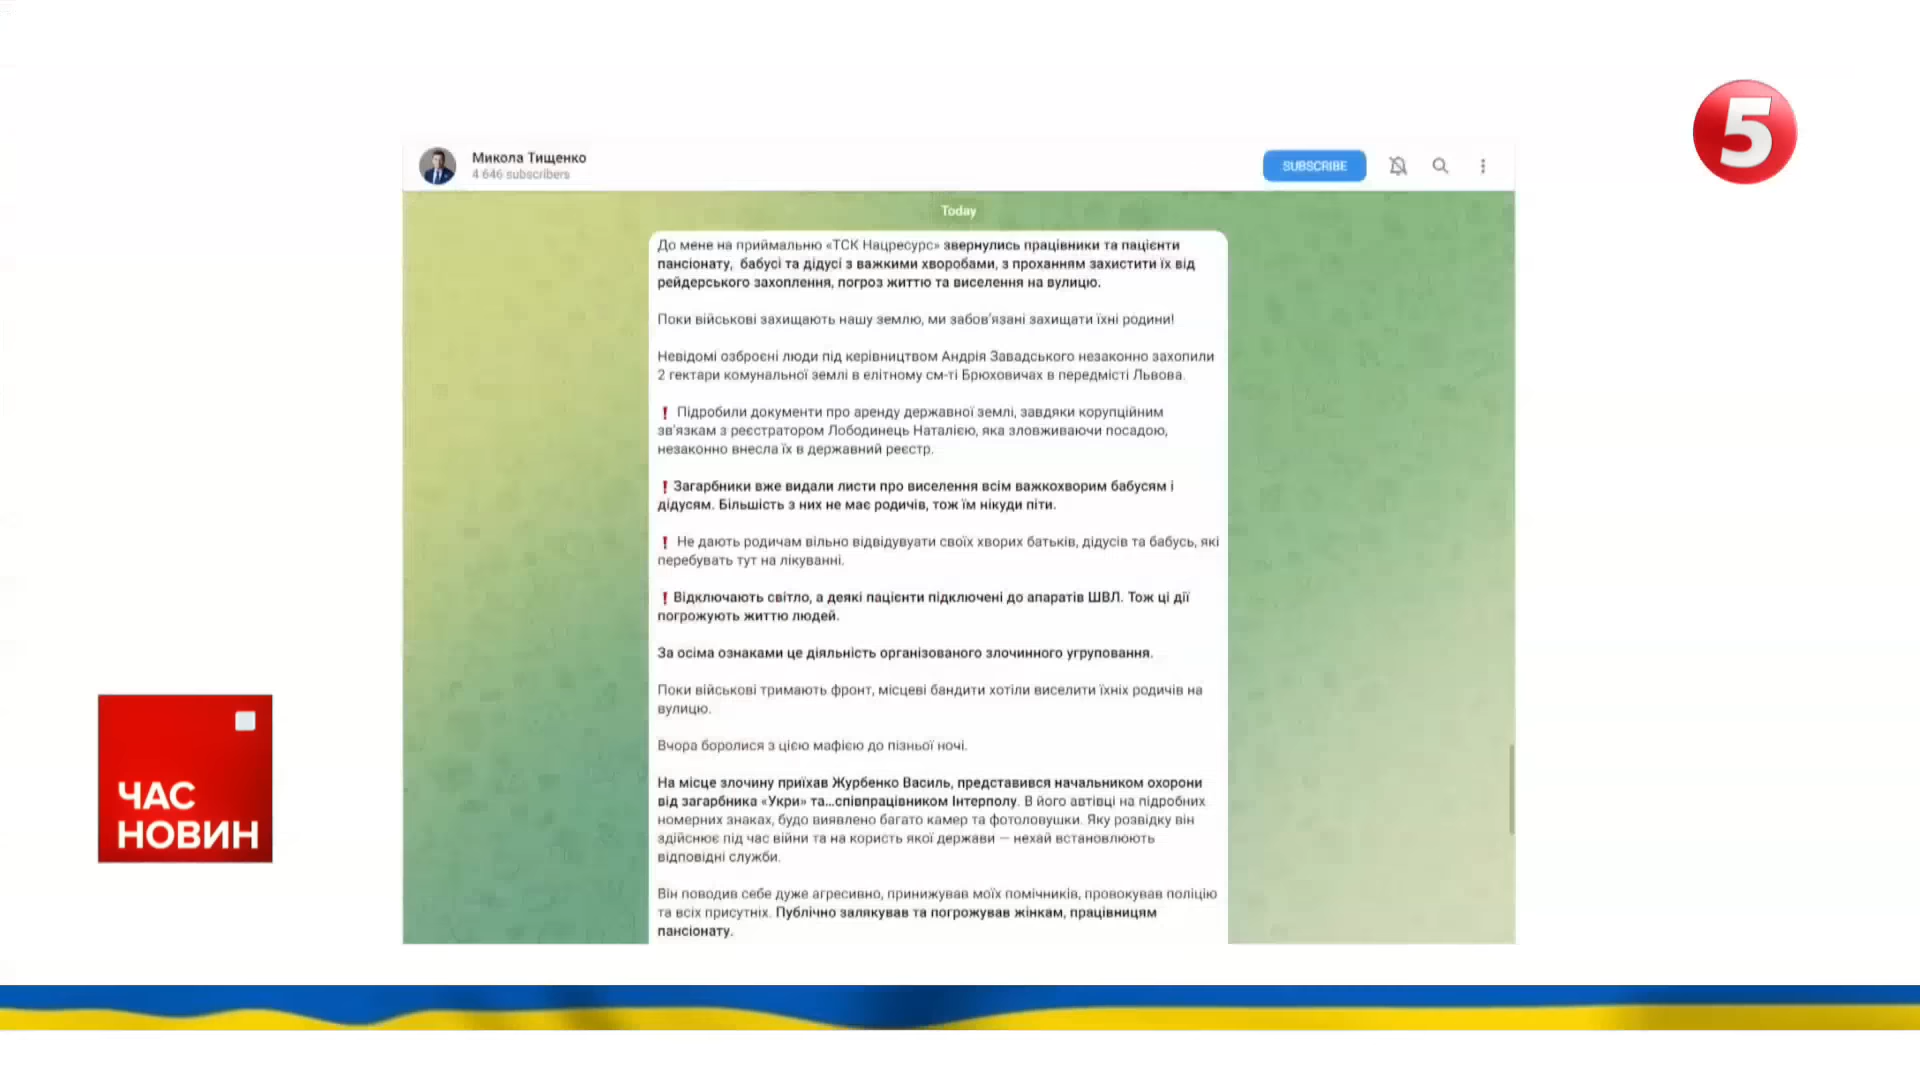 5
Микола Тищенко
4 646 subscribers
SUBSCRIBE
Today
До мене на приймальню «ТСК Нацресурс» звернулись працівники та пацієнти
пансіонату, бабусі та дідусі з важкими хворобами, з проханням захистити їх від
рейдерського захоплення, погроз життю та виселення на вулицю.
Поки військові захищають нашу землю, ми забов'язані захищати їхні родини!
Невідомі озброєні люди під керівництвом Андрія Завадського незаконно захопили
2 гектари комунальної землі в елітному см-ті Брюховичах в передмісті Львова.
❗ Підробили документи про аренду державної землі, завдяки корупційним
зв'язкам з реєстратором Лободинець Наталією, яка зловживаючи посадою,
незаконно внесла їх в державний реєстр.
❗Загарбники вже видали листи про виселення всім важкохворим бабусям і
дідусям. Більшість з них не має родичів, тож їм нікуди піти.
❗ Не дають родичам вільно відвідувуати своїх хворих батьків, дідусів та бабусь, які
перебувать тут на лікуванні.
❗Відключають світло, а деякі пацієнти підключені до апаратів ШВЛ. Тож ці дії
погрожують життю людей.
За осіма ознаками це діяльність організованого злочинного угруповання.
Поки військові тримають фронт, місцеві бандити хотіли виселити їхніх родичів на
вулицю.
Вчора боролися з цією мафією до пізньої ночі.
На місце злочину приїхав Журбенко Василь, представився начальником охорони
від загарбника «Укри» та...співпрацівником Інтерполу. В його автівці на підробних
номерних знаках, будо виявлено багато камер та фотоловушки. Яку розвідку він
здійснює під час війни та на користь якої держави — нехай встановлюють
відповідні служби.
Він поводив себе дуже агресивно, принижував моїх помічників, провокував поліцію
та всіх присутніх. Публічно залякував та погрожував жінкам, працівницям
пансіонату.
ЧАС
НОВИН